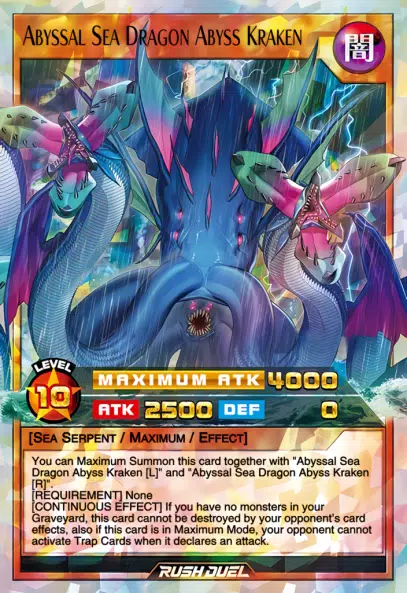 ABYSSAL SEA DRAGON ABYSS KRAKEN
闇
LEVEL
10
MAXIMUM ATK 4000
ATK 2500 DEF 0
[SEA SERPENT / MAXIMUM / EFFECT]
You can Maximum Summon this card together with "Abyssal Sea
Dragon Abyss Kraken [L]" and "Abyssal Sea Dragon Abyss Kraken
[R]".
[REQUIREMENT] None
[CONTINUOUS EFFECT] If you have no monsters in your
Graveyard, this card cannot be destroyed by your opponent's card
effects, also if this card is in Maximum Mode, your opponent cannot
activate Trap Cards when it declares an attack.
RUSH DUEL